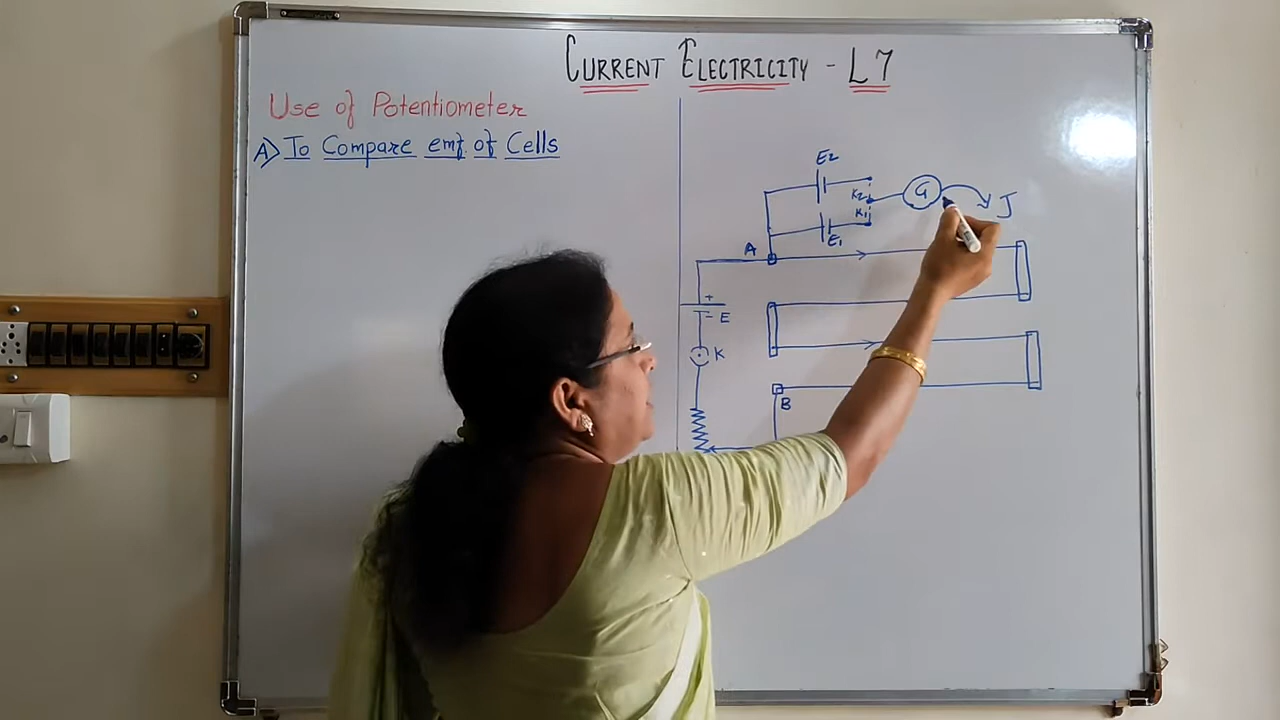 CURRENT ELECTRICITY - L7
Use of Potentiometer
A) To Compare emf. of Cells
E2
K2
G
J
K1
E1
A
+
- E
K
B